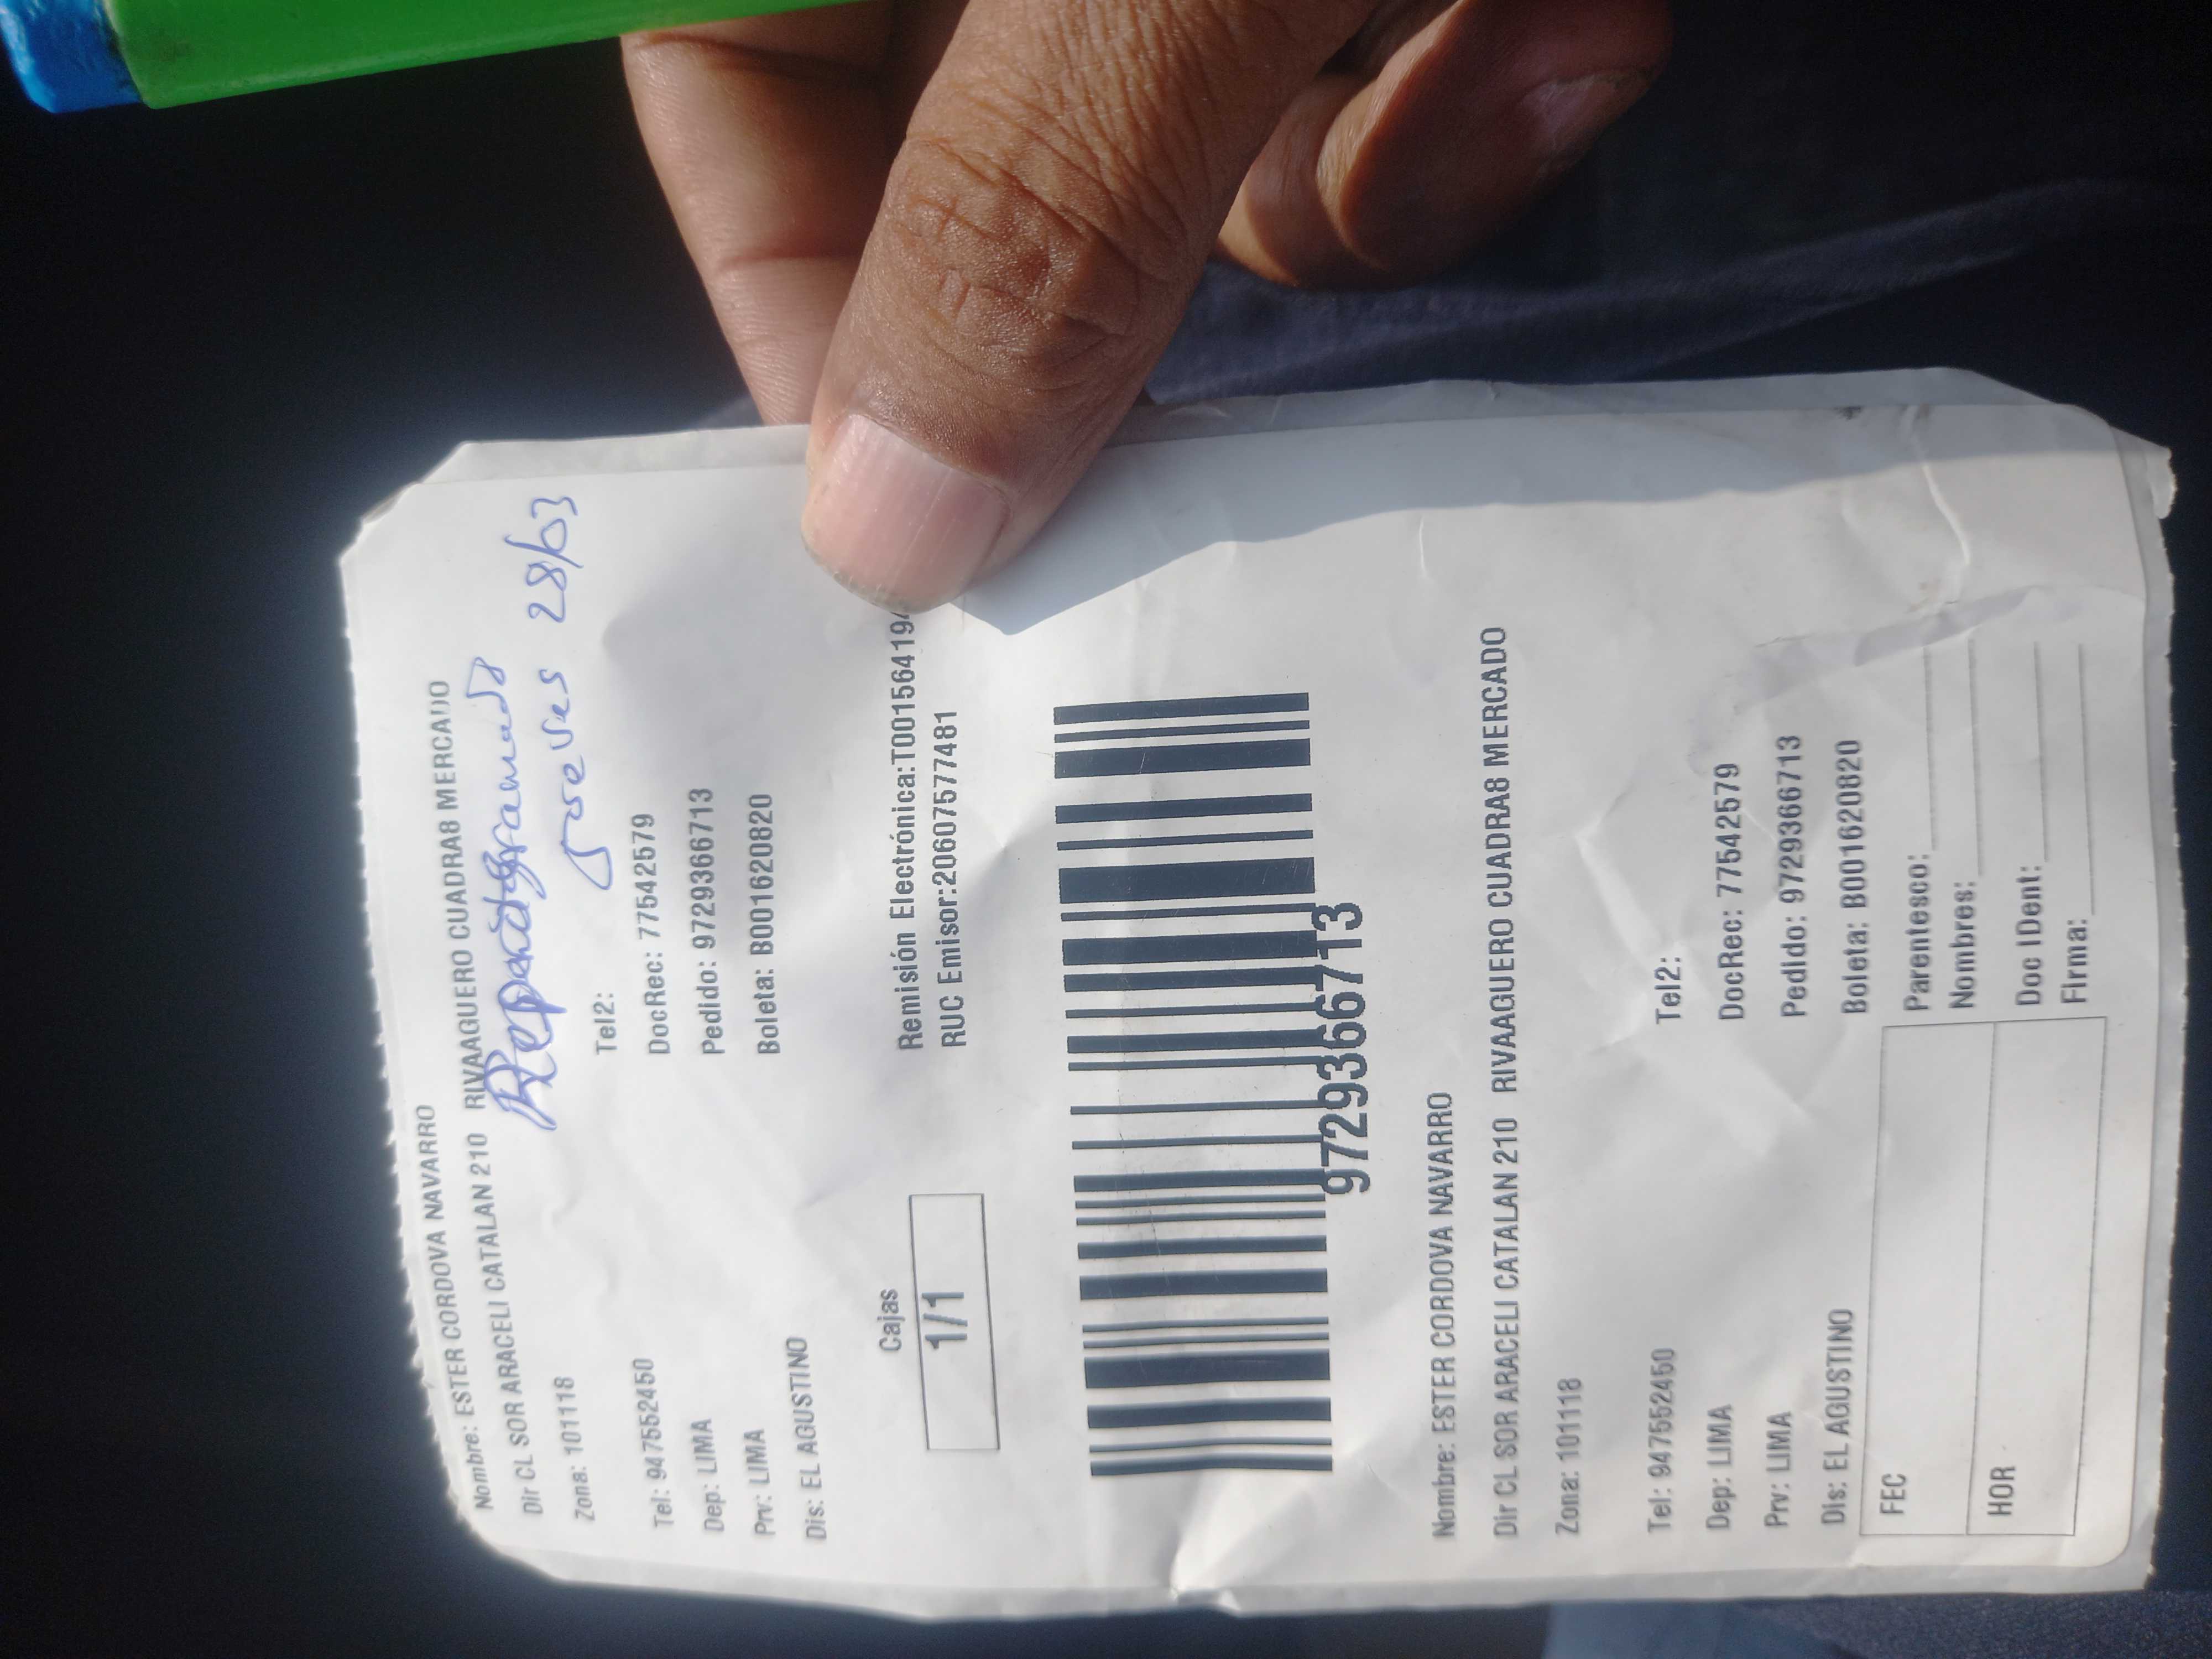 Nombre: ESTER CORDOVA NAVARRO
Dir CL SOR ARACELI CATALAN 210 RIVAAGUERO CUADRA8 MERCADO
Zona: 101118
Reprogramado
Jueves 28/03
Tel: 947552450 Tel2:
Dep: LIMA DocRec: 77542579
Prv: LIMA Pedido: 9729366713
Dis: EL AGUSTINO Boleta: B001620820
Cajas
1/1
Remisión Electrónica:T00156419
RUC Emisor:20607577481
9729366713
Nombre: ESTER CORDOVA NAVARRO
Dir CL SOR ARACELI CATALAN 210 RIVAAGUERO CUADRA8 MERCADO
Zona: 101118
Tel: 947552450 Tel2:
Dep: LIMA DocRec: 77542579
Prv: LIMA Pedido: 9729366713
Dis: EL AGUSTINO Boleta: B001620820
FEC
HOR
Parentesco:
Nombres:
Doc IDent:
Firma: